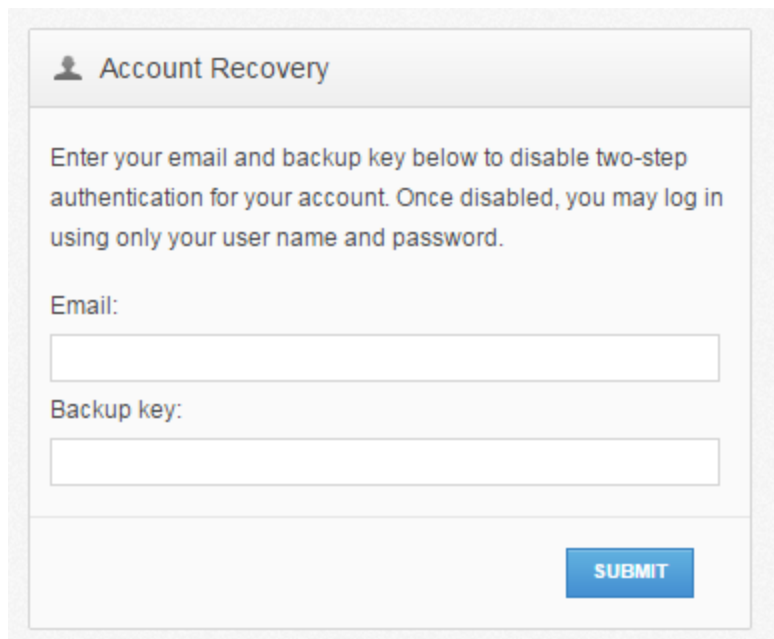 Account Recovery
Enter your email and backup key below to disable two-step
authentication for your account. Once disabled, you may log in
using only your user name and password.
Email:
Backup key:
SUBMIT